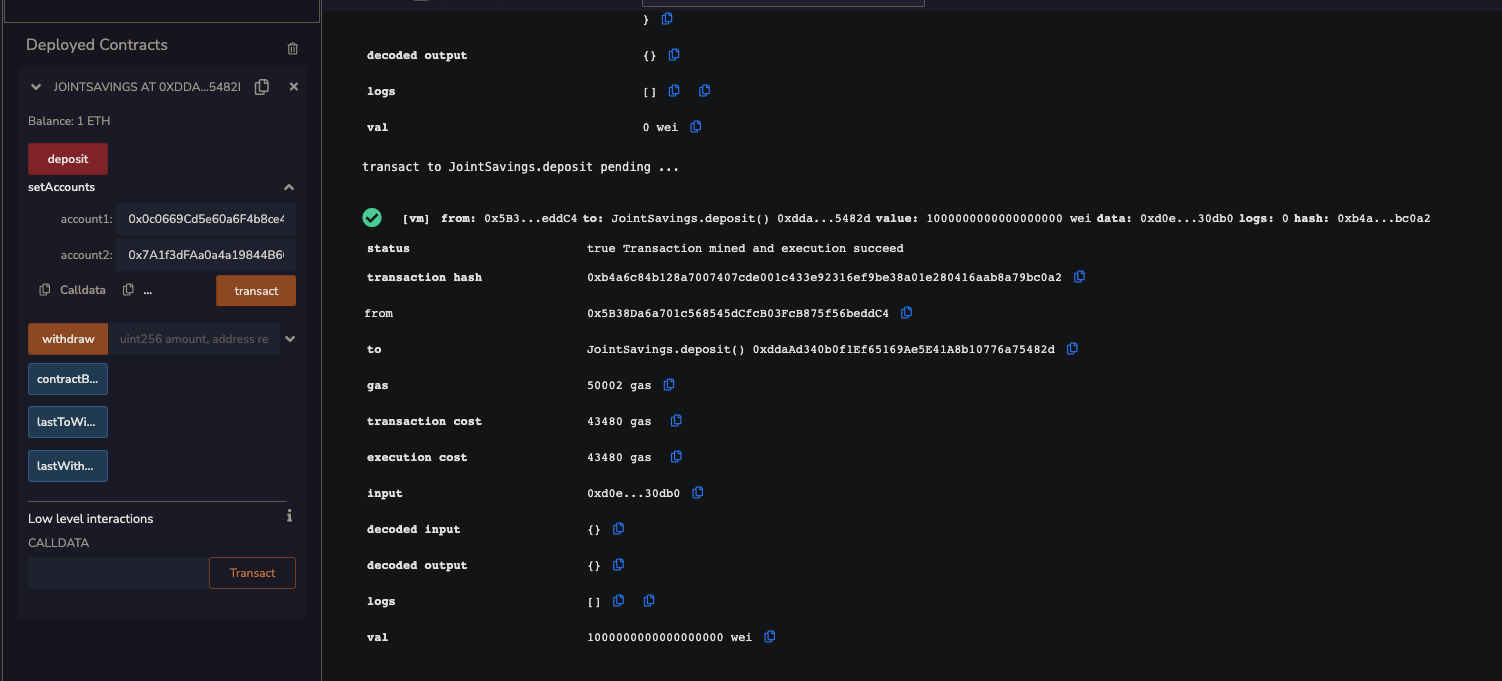 Deployed Contracts
JOINTSAVINGS AT 0XDDA...5482I
Balance: 1 ETH
deposit
setAccounts
account1: 0x0c0669Cd5e60a6F4b8ce4
account2: 0x7A1f3dFAa0a4a19844B6
Calldata ... transact
withdraw uint256 amount, address re
contractB...
lastToWi...
lastWith...
Low level interactions
CALLDATA
Transact
}
decoded output {}
logs []
val 0 wei
transact to JointSavings.deposit pending ...
[vm] from: 0x5B3...eddC4 to: JointSavings.deposit() 0xdda...5482d value: 1000000000000000000 wei data: 0xd0e...30db0 logs: 0 hash: 0xb4a...bc0a2
status true Transaction mined and execution succeed
transaction hash 0xb4a6c84b128a7007407cde001c433e92316ef9be38a01e280416aab8a79bc0a2
from 0x5B38Da6a701c568545dCfcB03FcB875f56beddC4
to JointSavings.deposit() 0xddaAd340b0f1Ef65169Ae5E41A8b10776a75482d
gas 50002 gas
transaction cost 43480 gas
execution cost 43480 gas
input 0xd0e...30db0
decoded input {}
decoded output {}
logs []
val 1000000000000000000 wei